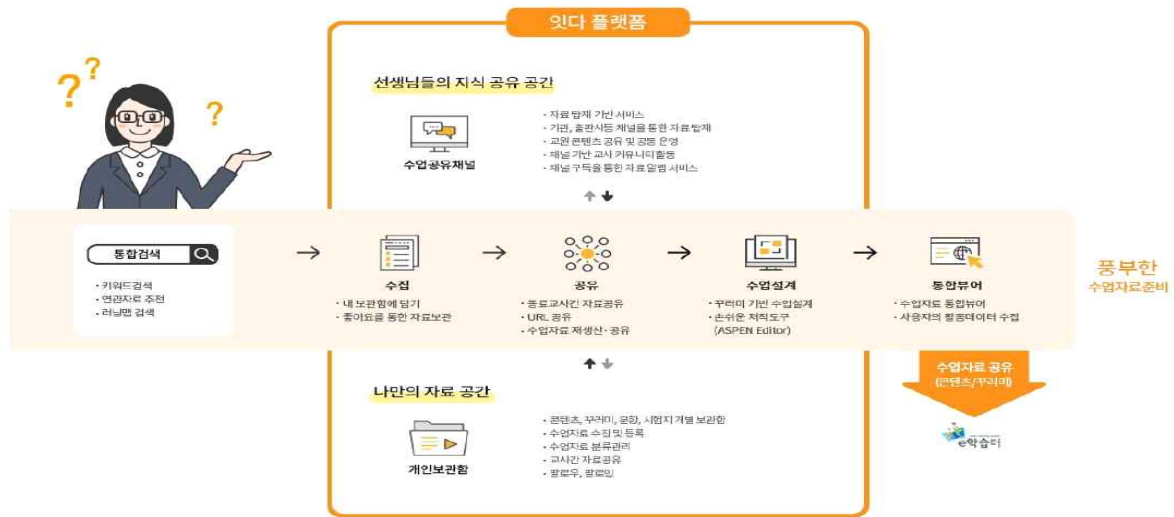 잇다 플랫폼
? ? ?
선생님들의 지식 공유 공간
수업공유채널
· 자료 탑재 기반 서비스
· 기관, 출판사등 채널을 통한 자료 탑재
· 교원 콘텐츠 공유 및 공동 운영
· 채널 기반 교사 커뮤니티 활동
· 채널 구독을 통한 자료 알림 서비스
통합검색
· 키워드검색
· 연관자료 추천
· 러닝맵 검색
수집
· 내 보관함에 담기
· 좋아요를 통한 자료보관
공유
· 동료교사간 자료공유
· URL 공유
· 수업자료 재생산·공유
수업설계
· 꾸러미 기반 수업설계
· 손쉬운 저작도구
(ASPEN Editor)
통합뷰어
· 수업자료 통합뷰어
· 사용자의 활동데이터 수집
풍부한
수업자료준비
나만의 자료 공간
개인보관함
· 콘텐츠, 꾸러미, 문항, 시험지 개별 보관함
· 수업자료 수집 및 등록
· 수업자료 분류관리
· 교사간 자료공유
· 팔로우, 팔로잉
수업자료 공유
(콘텐츠/꾸러미)
e학습터